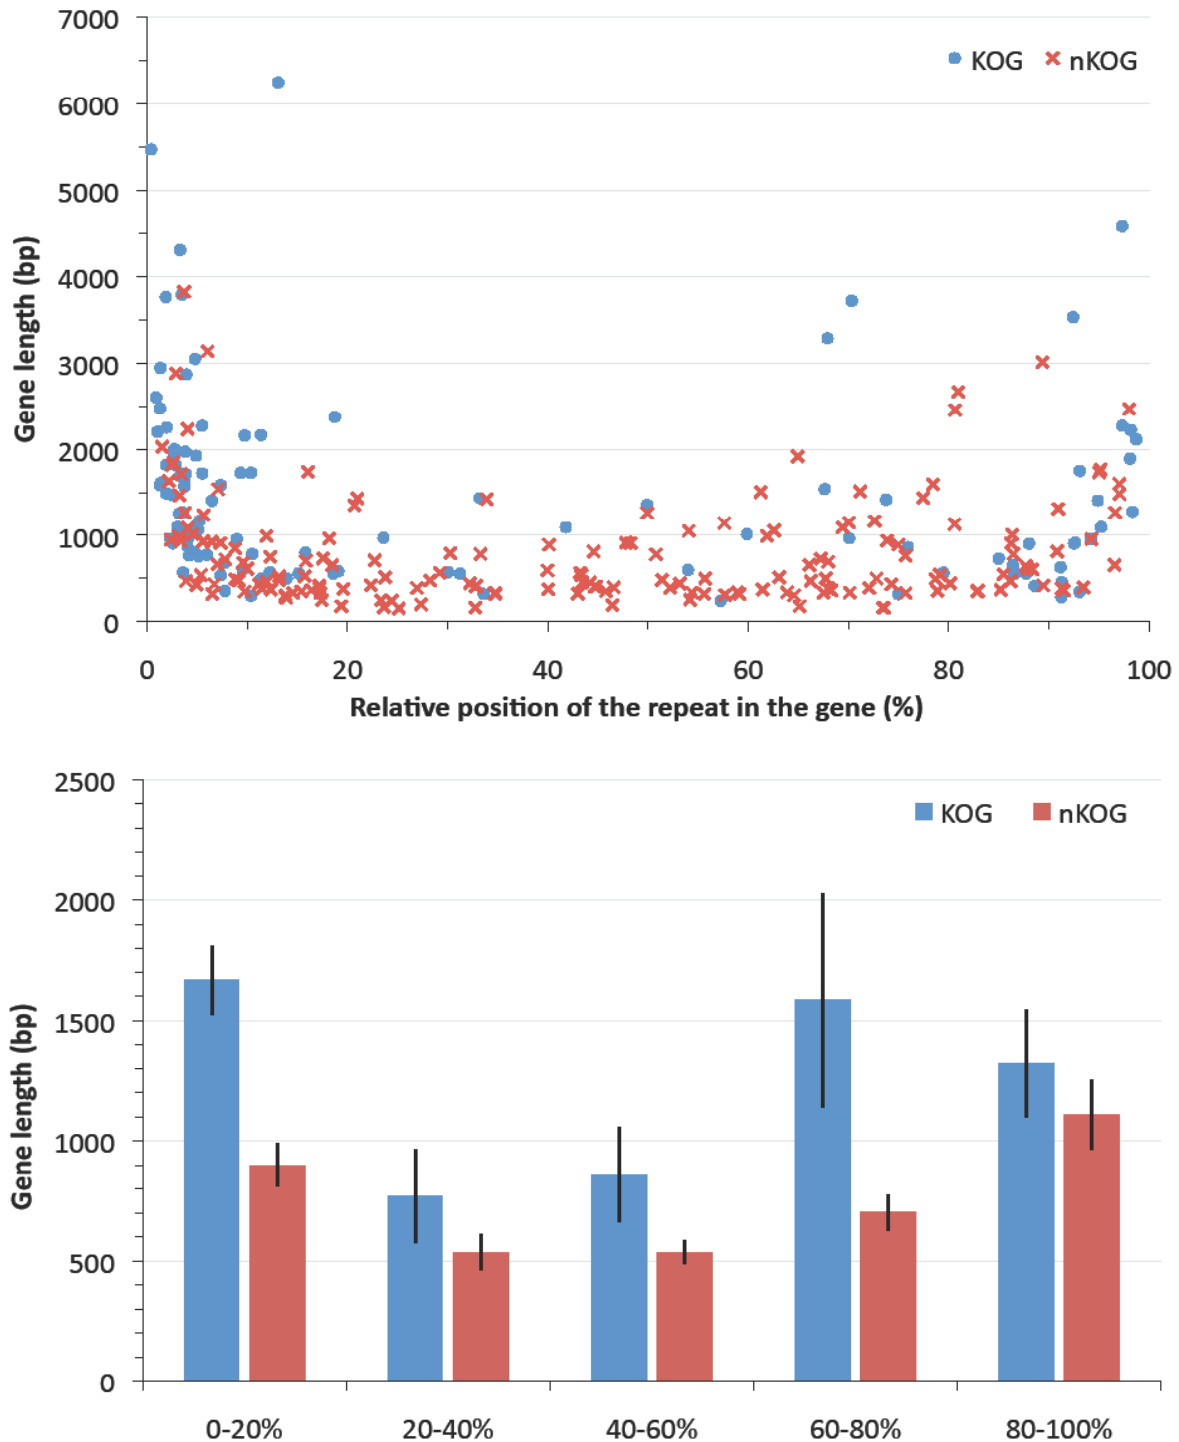 7000
KOG nKOG
6000
5000
4000
3000
2000
1000
0
Gene length (bp)
0 20 40 60 80 100
Relative position of the repeat in the gene (%)
2500
KOG nKOG
2000
1500
1000
500
0
Gene length (bp)
0-20% 20-40% 40-60% 60-80% 80-100%